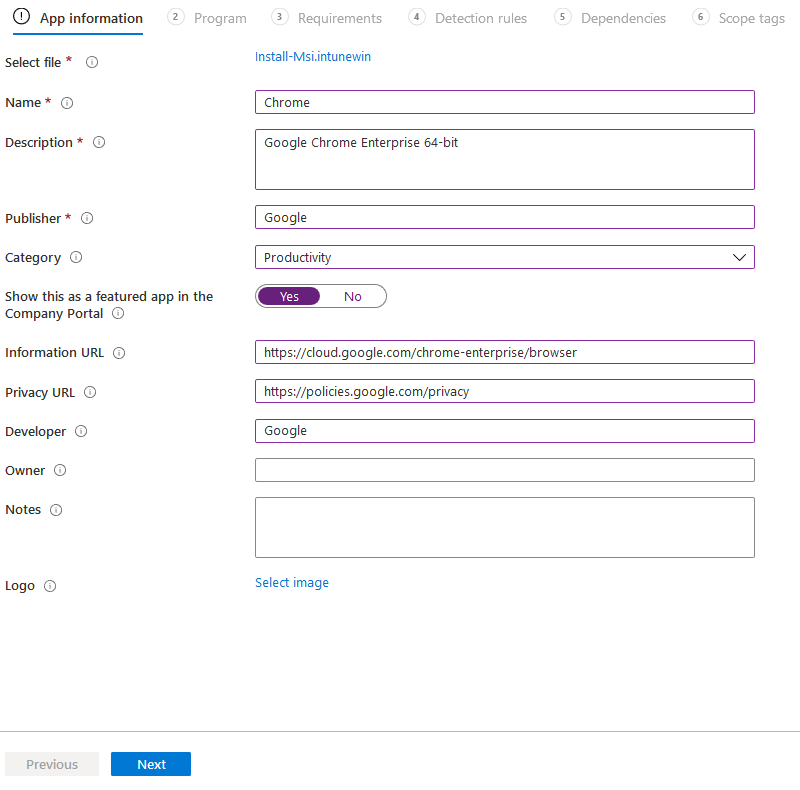 App information 2 Program 3 Requirements 4 Detection rules 5 Dependencies 6 Scope tags
Select file * Install-Msi.intunewin
Name * Chrome
Description * Google Chrome Enterprise 64-bit
Publisher * Google
Category Productivity
Show this as a featured app in the Yes No
Company Portal
Information URL https://cloud.google.com/chrome-enterprise/browser
Privacy URL https://policies.google.com/privacy
Developer Google
Owner
Notes
Logo Select image
Previous Next